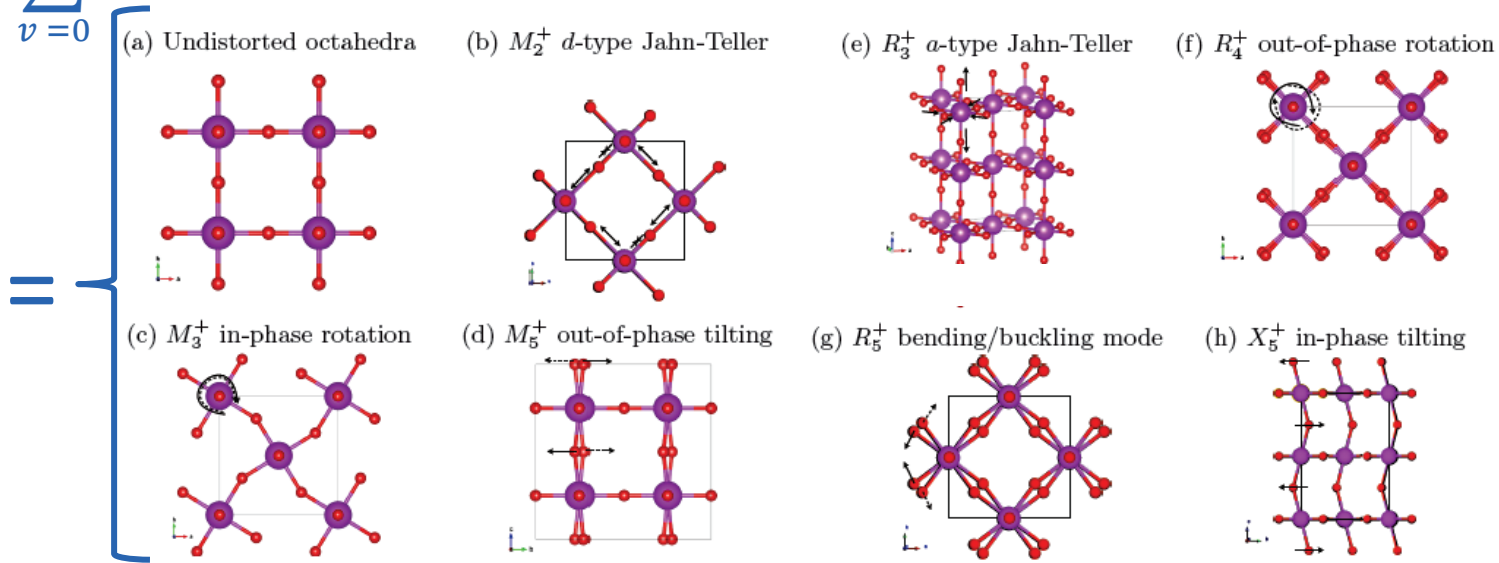 v=0
=
(a) Undistorted octahedra
(b) M₂⁺ d-type Jahn-Teller
(e) R₃⁺ a-type Jahn-Teller
(f) R₄⁺ out-of-phase rotation
(c) M₃⁺ in-phase rotation
(d) M₅⁺ out-of-phase tilting
(g) R₅⁺ bending/buckling mode
(h) X₅⁺ in-phase tilting